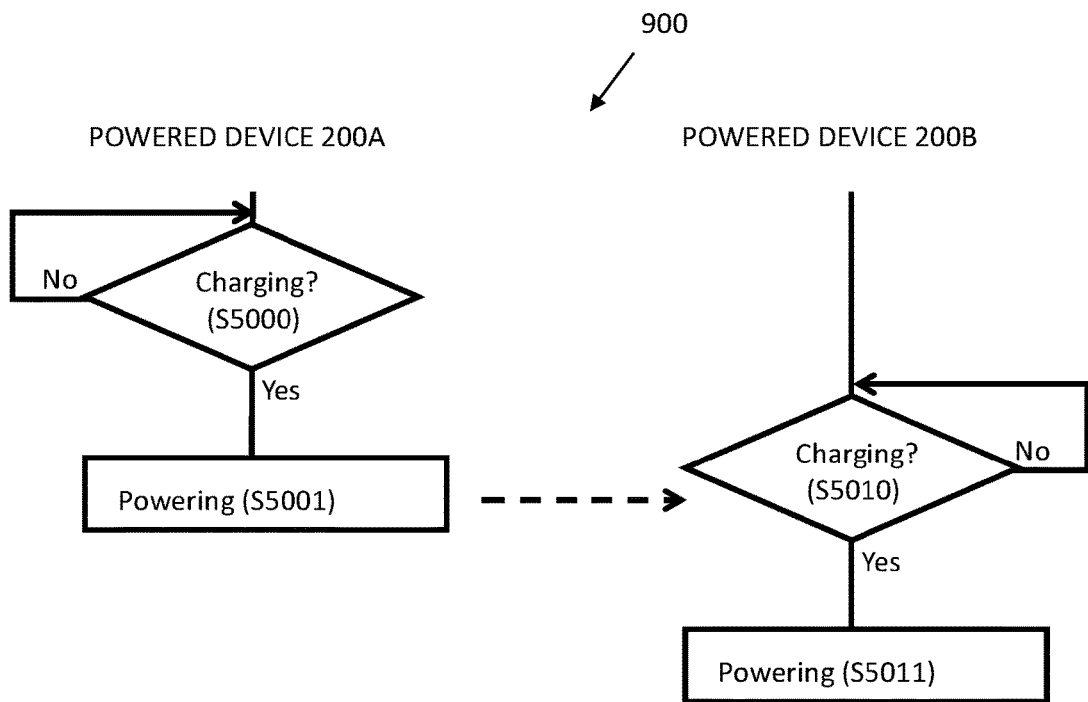 900
POWERED DEVICE 200A
POWERED DEVICE 200B
No
Charging?
(S5000)
Yes
Powering (S5001)
Charging?
(S5010)
No
Yes
Powering (S5011)